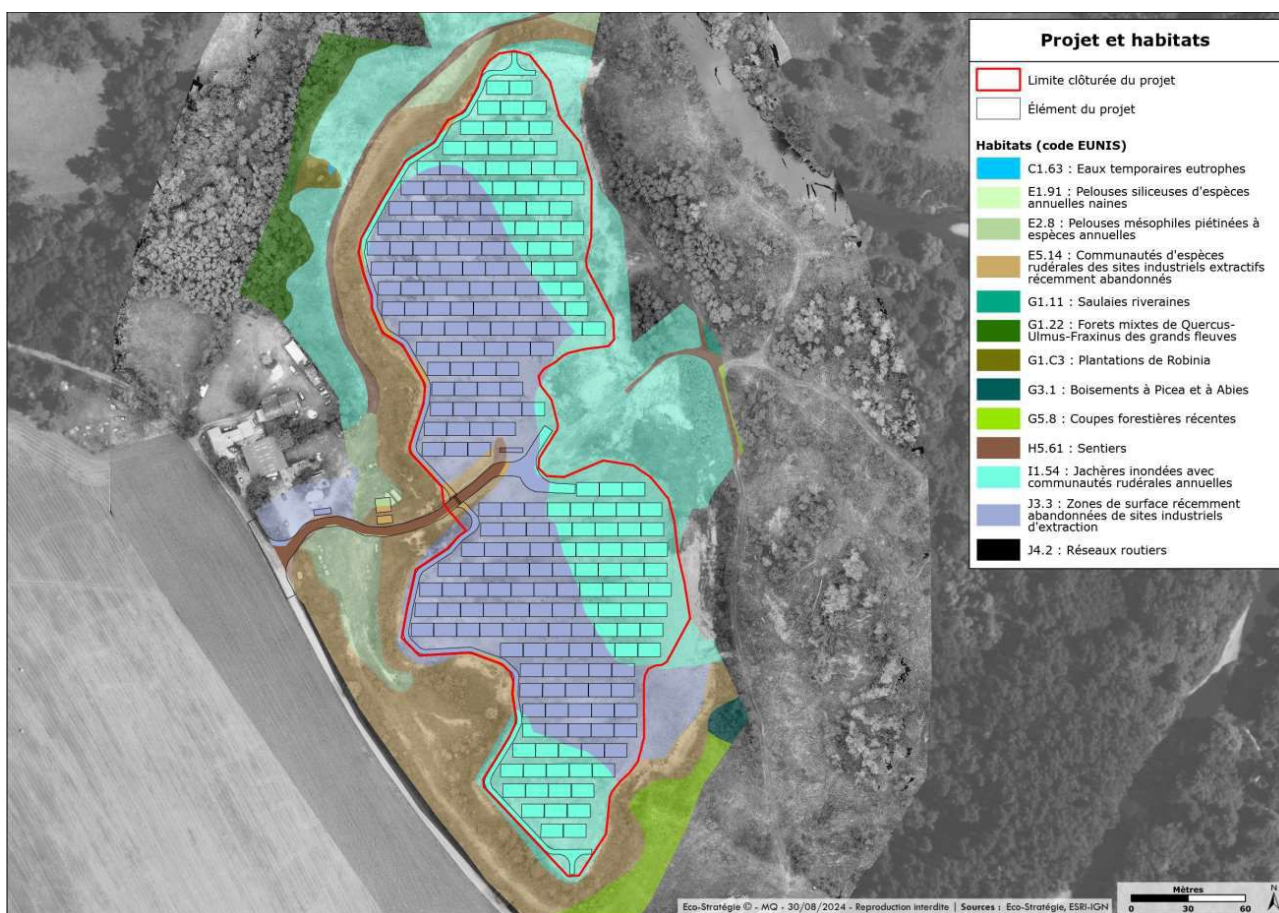 Projet et habitats
Limite clôturée du projet
Élément du projet
Habitats (code EUNIS)
C1.63 : Eaux temporaires eutrophes
E1.91 : Pelouses siliceuses d'espèces
annuelles naines
E2.8 : Pelouses mésophiles piétinées à
espèces annuelles
E5.14 : Communautés d'espèces
rudérales des sites industriels extractifs
récemment abandonnés
G1.11 : Saulaies riveraines
G1.22 : Forets mixtes de Quercus-
Ulmus-Fraxinus des grands fleuves
G1.C3 : Plantations de Robinia
G3.1 : Boisements à Picea et à Abies
G5.8 : Coupes forestières récentes
H5.61 : Sentiers
I1.54 : Jachères inondées avec
communautés rudérales annuelles
J3.3 : Zones de surface récemment
abandonnées de sites industriels
d'extraction
J4.2 : Réseaux routiers
Eco-Stratégie © - MQ - 30/08/2024 - Reproduction interdite | Sources : Eco-Stratégie, ESRI-IGN
Mètres
0 30 60
N